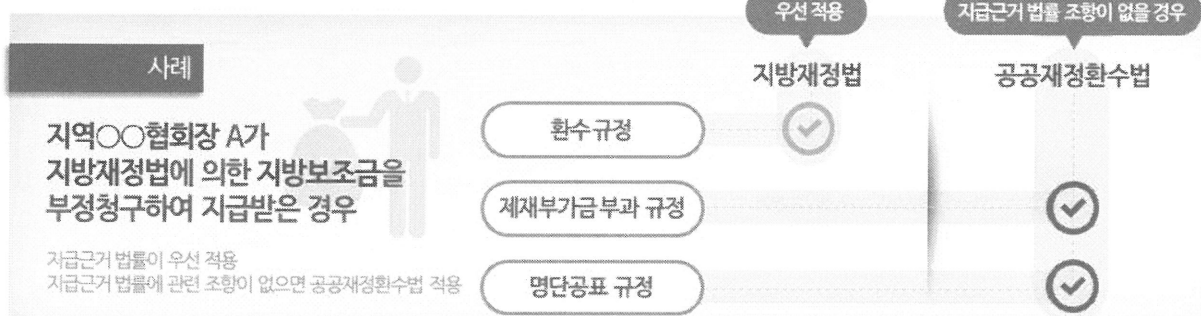 우선 적용
지급근거 법률 조항이 없을 경우
사례
지방재정법
공공재정환수법
지역○○협회장 A가
지방재정법에 의한 지방보조금을
부정청구하여 지급받은 경우
지급근거 법률이 우선 적용
지급근거 법률에 관련 조항이 없으면 공공재정환수법 적용
환수 규정
제재부가금 부과 규정
명단공표 규정